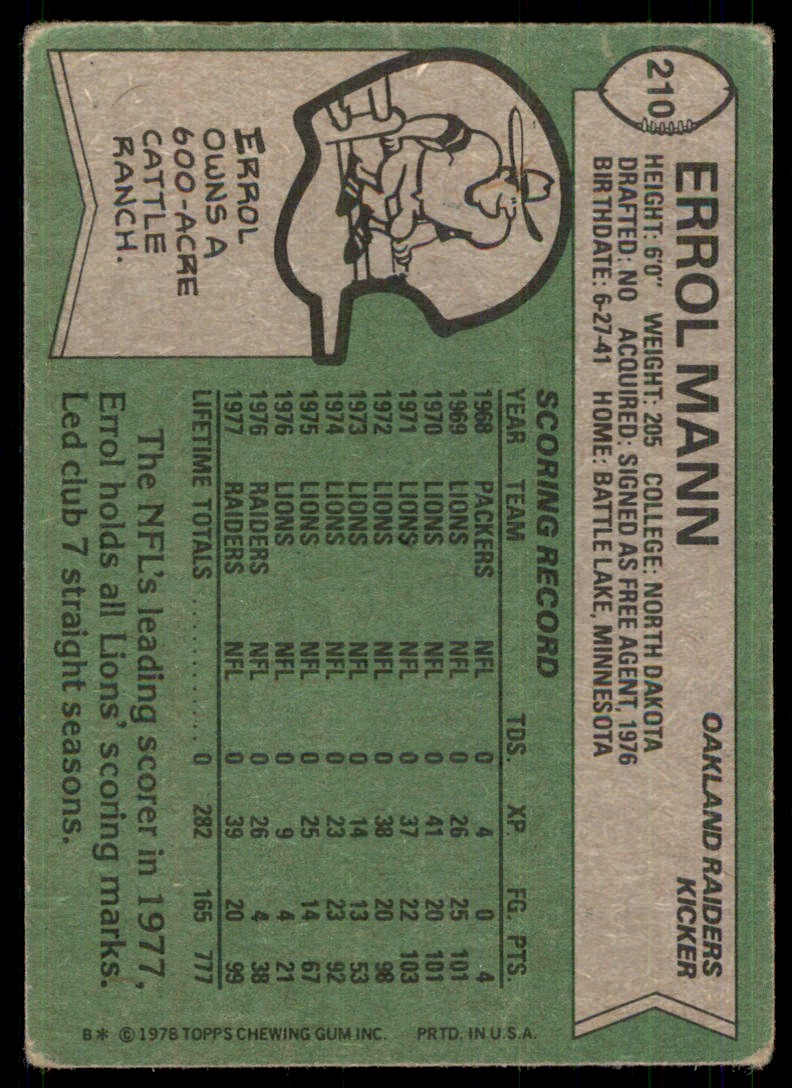 210
ERROL MANN
OAKLAND RAIDERS
KICKER
HEIGHT: 6'0" WEIGHT: 205 COLLEGE: NORTH DAKOTA
DRAFTED: NO ACQUIRED: SIGNED AS FREE AGENT, 1976
BIRTHDATE: 6-27-41 HOME: BATTLE LAKE, MINNESOTA
ERROL
OWNS A
600-ACRE
CATTLE
RANCH.
SCORING RECORD
YEAR TEAM TDS. XP. FG. PTS.
1968 PACKERS NFL 0 4 0 4
1969 LIONS NFL 0 26 25 101
1970 LIONS NFL 0 41 20 101
1971 LIONS NFL 0 37 22 103
1972 LIONS NFL 0 38 20 98
1973 LIONS NFL 0 14 13 53
1974 LIONS NFL 0 23 23 92
1975 LIONS NFL 0 25 14 67
1976 LIONS NFL 0 9 4 21
1976 RAIDERS NFL 0 26 4 38
1977 RAIDERS NFL 0 39 20 99
LIFETIME TOTALS ............ 0 282 165 777
The NFL's leading scorer in 1977,
Errol holds all Lions' scoring marks.
Led club 7 straight seasons.
B* © 1978 TOPPS CHEWING GUM INC. PRTD. IN U.S.A.